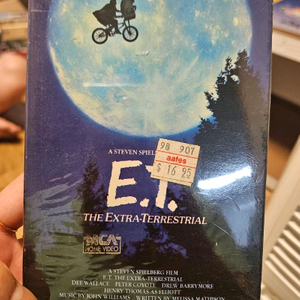 98 907
aafes
$ 16 95
A STEVEN SPIEL
E.T.
THE EXTRA-TERRESTRIAL
MCA
HOME VIDEO
A STEVEN SPIELBERG FILM
E.T. THE EXTRA-TERRESTRIAL
DEE WALLACE PETER COYOTE DREW BARRYMORE
HENRY THOMAS AS ELLIOTT
MUSIC BY JOHN WILLIAMS WRITTEN BY MELISSA MATHISON